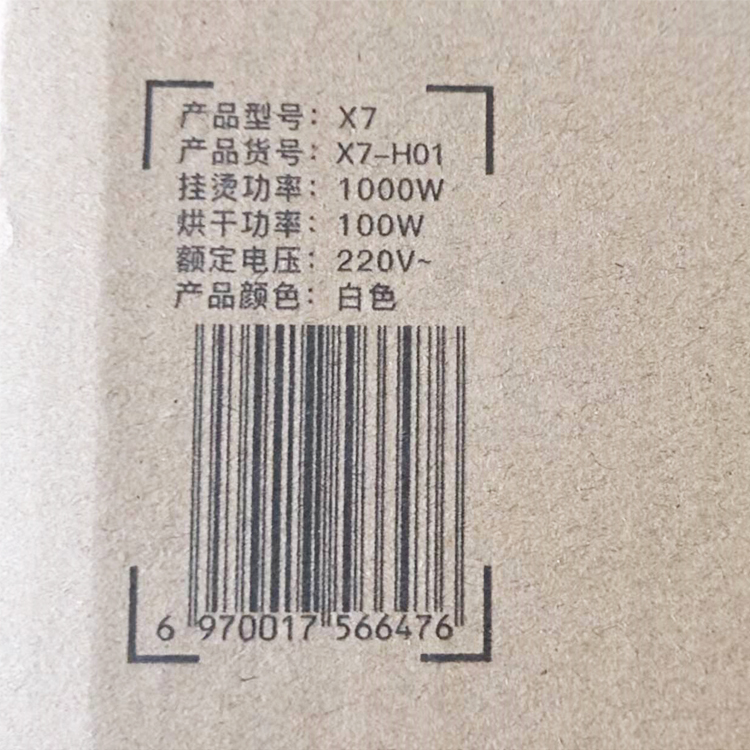 产品型号：X7
产品货号：X7-H01
挂烫功率：1000W
烘干功率：100W
额定电压：220V~
产品颜色：白色
6 970017 566476